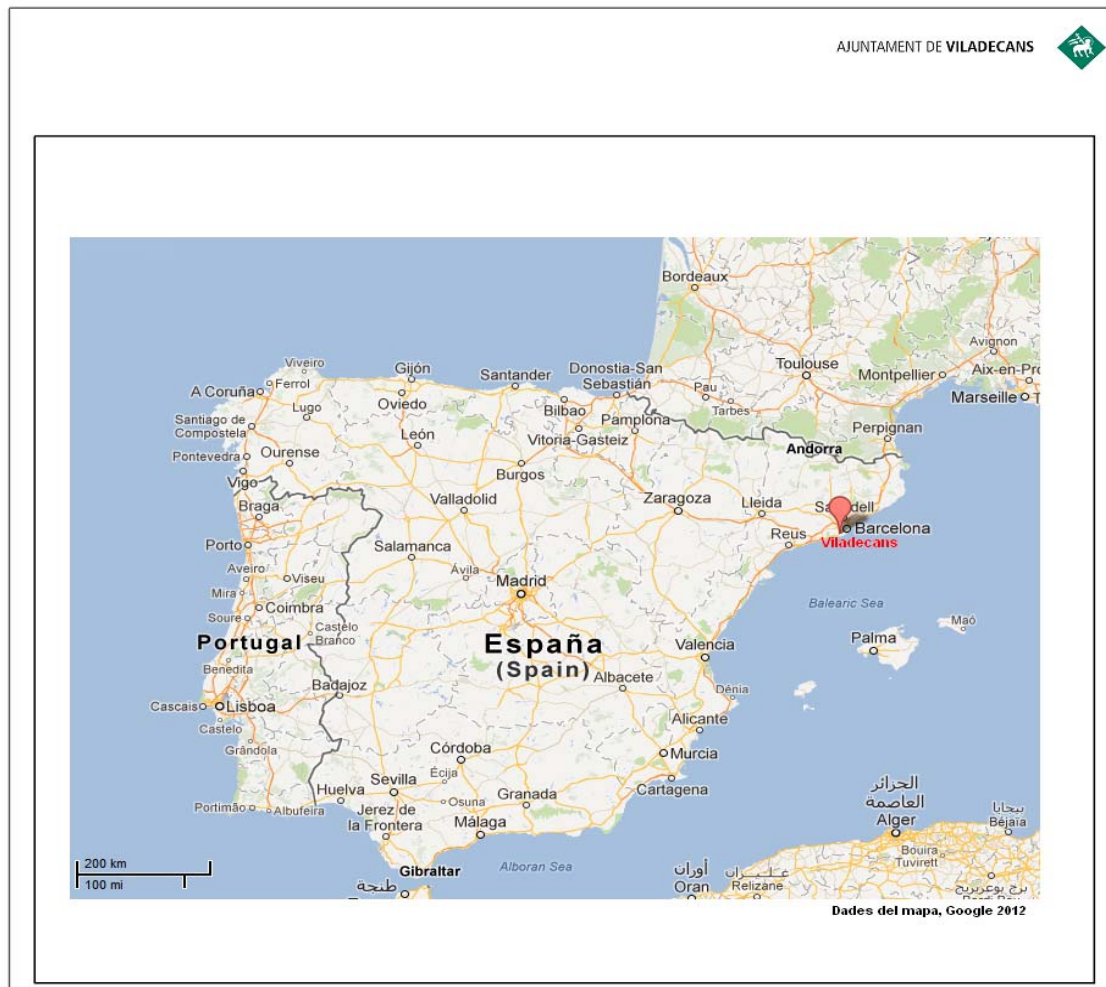 AJUNTAMENT DE VILADECANS
Bordeaux
Avignon
Toulouse
Montpellier
Aix-en-Pro
Marseille
Viveiro
Gijón
Santander
Donostia-San
Sebastián
Pau
Tarbes
A Coruña
Ferrol
Oviedo
Bilbao
Lugo
Pamplona
Perpignan
Santiago de
Compostela
León
Vitoria-Gasteiz
Andorra
Pontevedra
Ourense
Burgos
Vigo
Valladolid
Zaragoza
Lleida
Braga
Barcelona
Porto
Salamanca
Reus
Viladecans
Aveiro
Viseu
Ávila
Madrid
Mira
Coimbra
Balearic Sea
Soure
Maó
Castelo
Branco
Portugal
España
(Spain)
Valencia
Palma
Benedita
Albacete
Badajoz
Dénia
Cascais
Lisboa
Castelo
Alicante
Grândola
Córdoba
Murcia
Sevilla
Écija
Cartagena
Huelva
Osuna
Granada
Portimão
Albufeira
Jerez de
la Frontera
Málaga
الجزائر
العاصمة
Alger
بجايا
Béjaïa
Bouira
Tuvirett
200 km
100 mi
Gibraltar
Alboran Sea
طنجة
أوران
Oran
غليزان
Relizane
برج بوعريريج
Dades del mapa, Google 2012